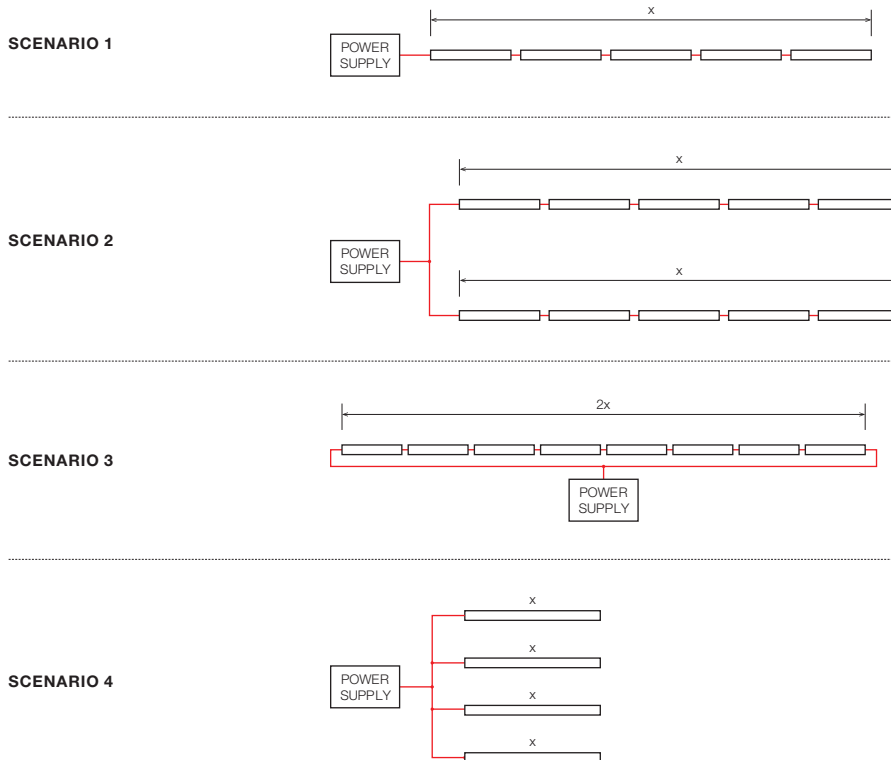 x
SCENARIO 1
POWER
SUPPLY
x
SCENARIO 2
POWER
SUPPLY
x
2x
SCENARIO 3
POWER
SUPPLY
x
x
SCENARIO 4
POWER
SUPPLY
x
x